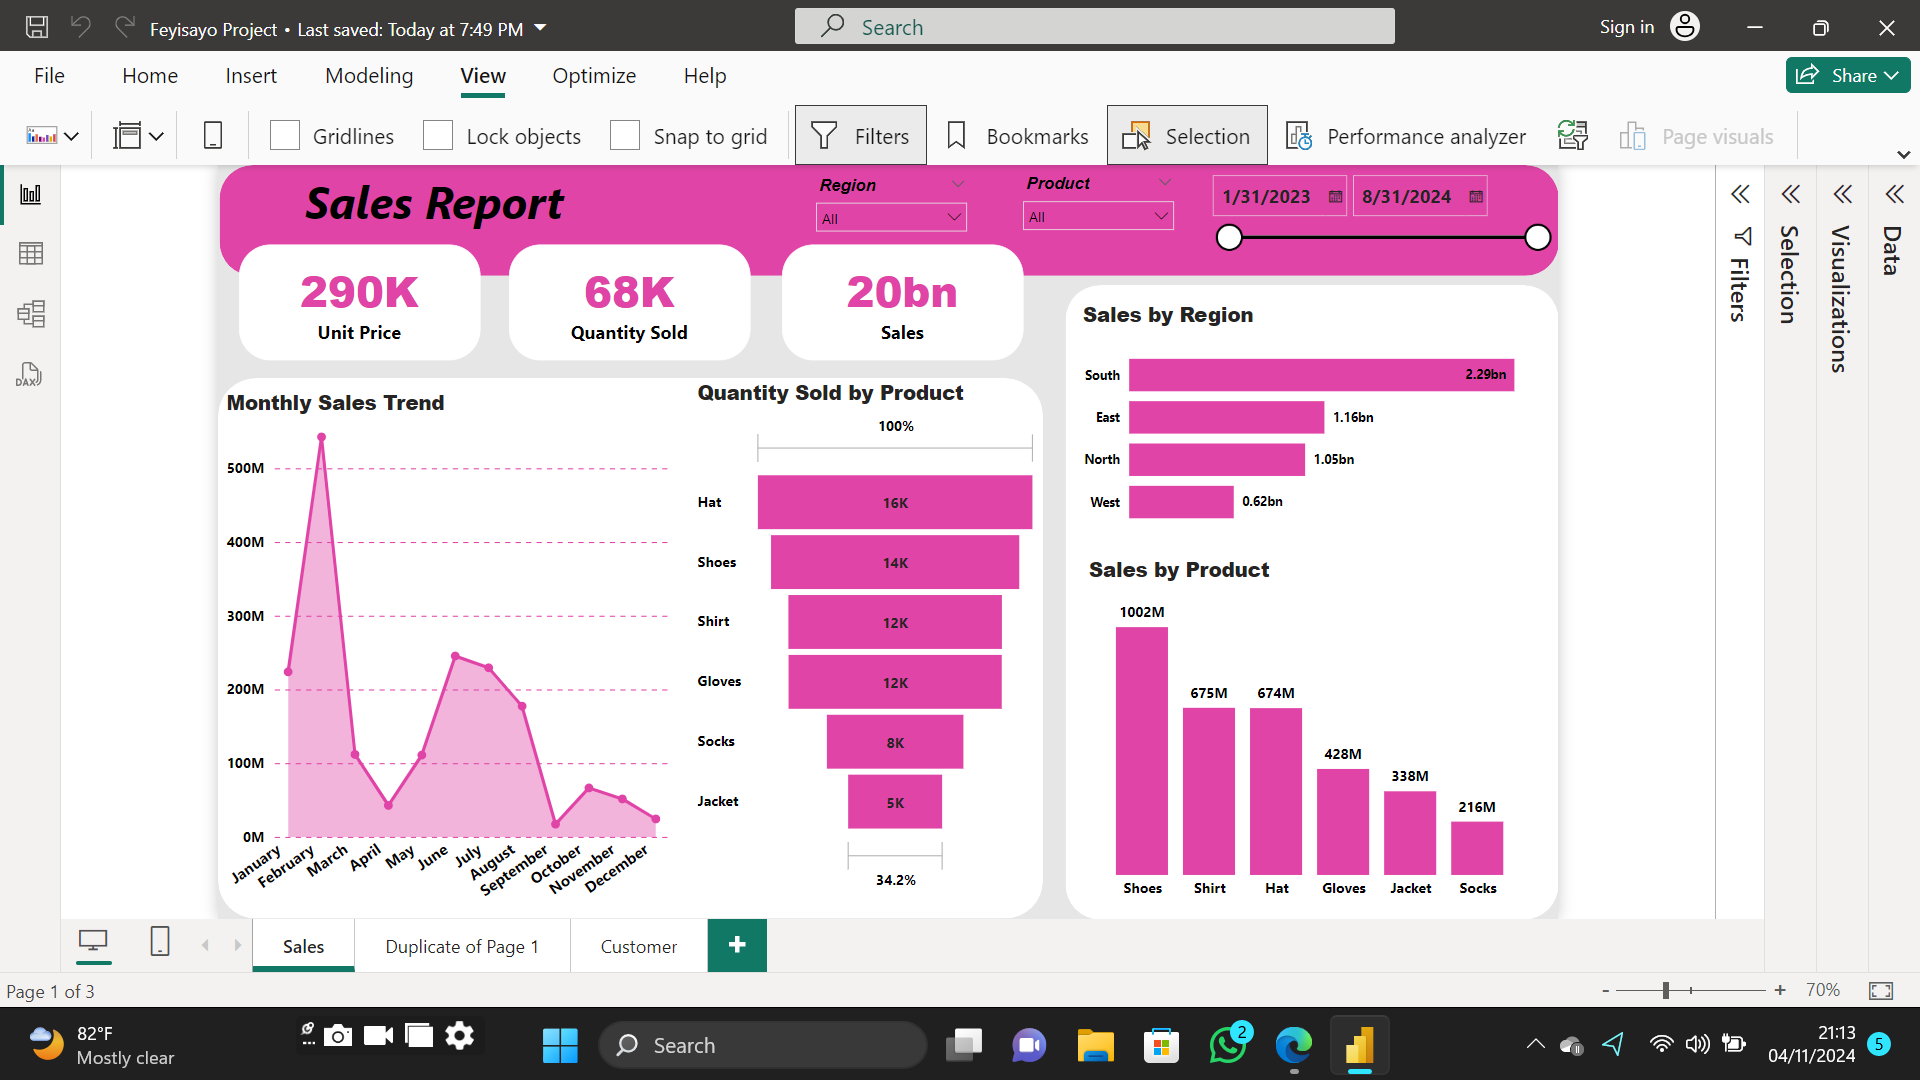 Feyisayo Project • Last saved: Today at 7:49 PM
Search
Sign in
File Home Insert Modeling View Optimize Help
Share
Gridlines Lock objects Snap to grid Filters Bookmarks Selection Performance analyzer Page visuals
Sales Report
Region
All
Product
All
1/31/2023 8/31/2024
290K
Unit Price
68K
Quantity Sold
20bn
Sales
Monthly Sales Trend
500M
400M
300M
200M
100M
0M
January February March April May June July August September October November December
Quantity Sold by Product
100%
Hat 16K
Shoes 14K
Shirt 12K
Gloves 12K
Socks 8K
Jacket 5K
34.2%
Sales by Region
South 2.29bn
East 1.16bn
North 1.05bn
West 0.62bn
Sales by Product
1002M 675M 674M 428M 338M 216M
Shoes Shirt Hat Gloves Jacket Socks
Filters
Selection
Visualizations
Data
DAX
Sales Duplicate of Page 1 Customer +
Page 1 of 3
- + 70%
82°F
Mostly clear
Search
2
21:13
04/11/2024
5